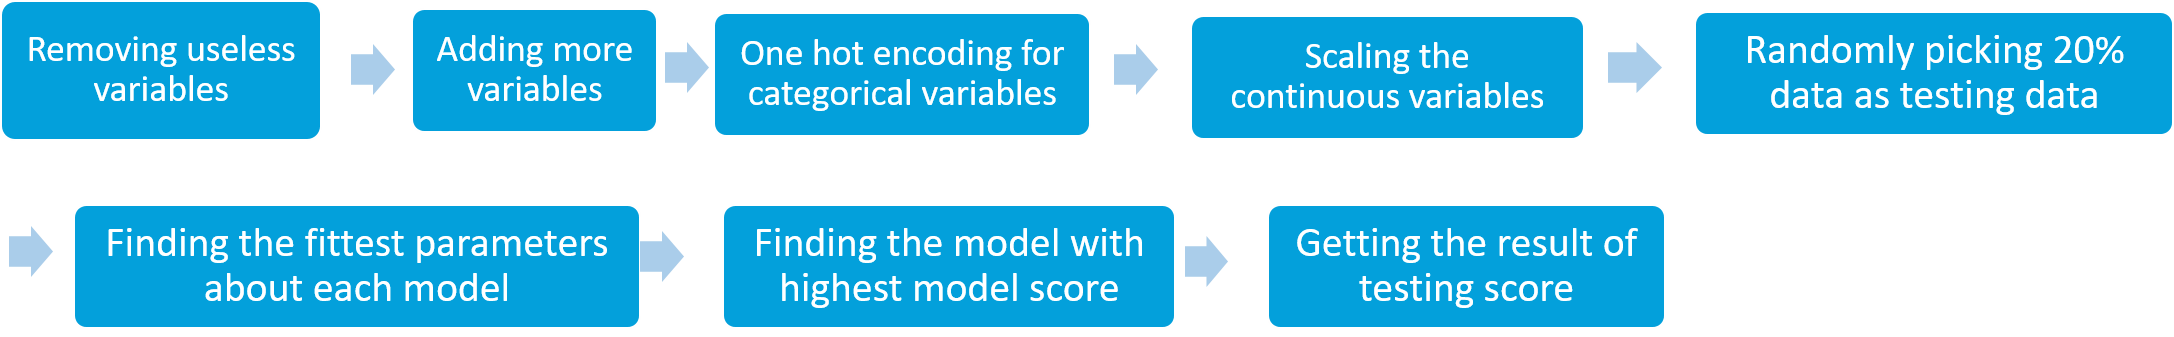 Removing useless
variables
Adding more
variables
One hot encoding for
categorical variables
Scaling the
continuous variables
Randomly picking 20%
data as testing data
Finding the fittest parameters
about each model
Finding the model with
highest model score
Getting the result of
testing score